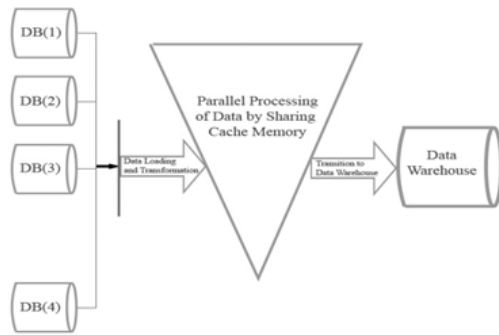 DB(1)
DB(2)
DB(3)
DB(4)
Data Loading
and Transformation
Parallel Processing
of Data by Sharing
Cache Memory
Transition to
Data Warehouse
Data
Warehouse